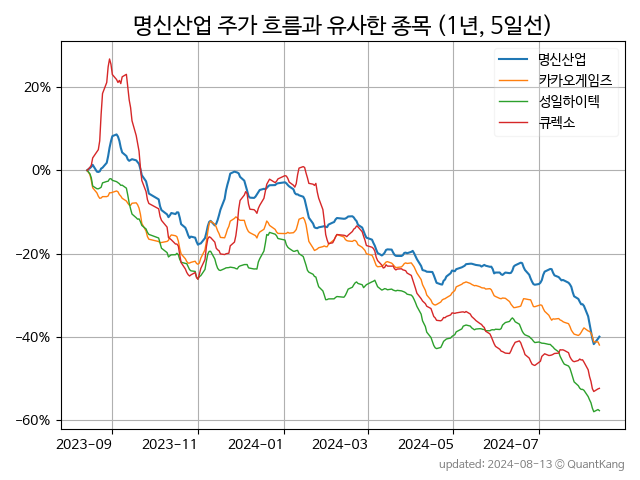 명신산업 주가 흐름과 유사한 종목 (1년, 5일선)
명신산업
카카오게임즈
성일하이텍
큐렉소
20%
0%
−20%
−40%
−60%
2023-09 2023-11 2024-01 2024-03 2024-05 2024-07
updated: 2024-08-13 © QuantKang